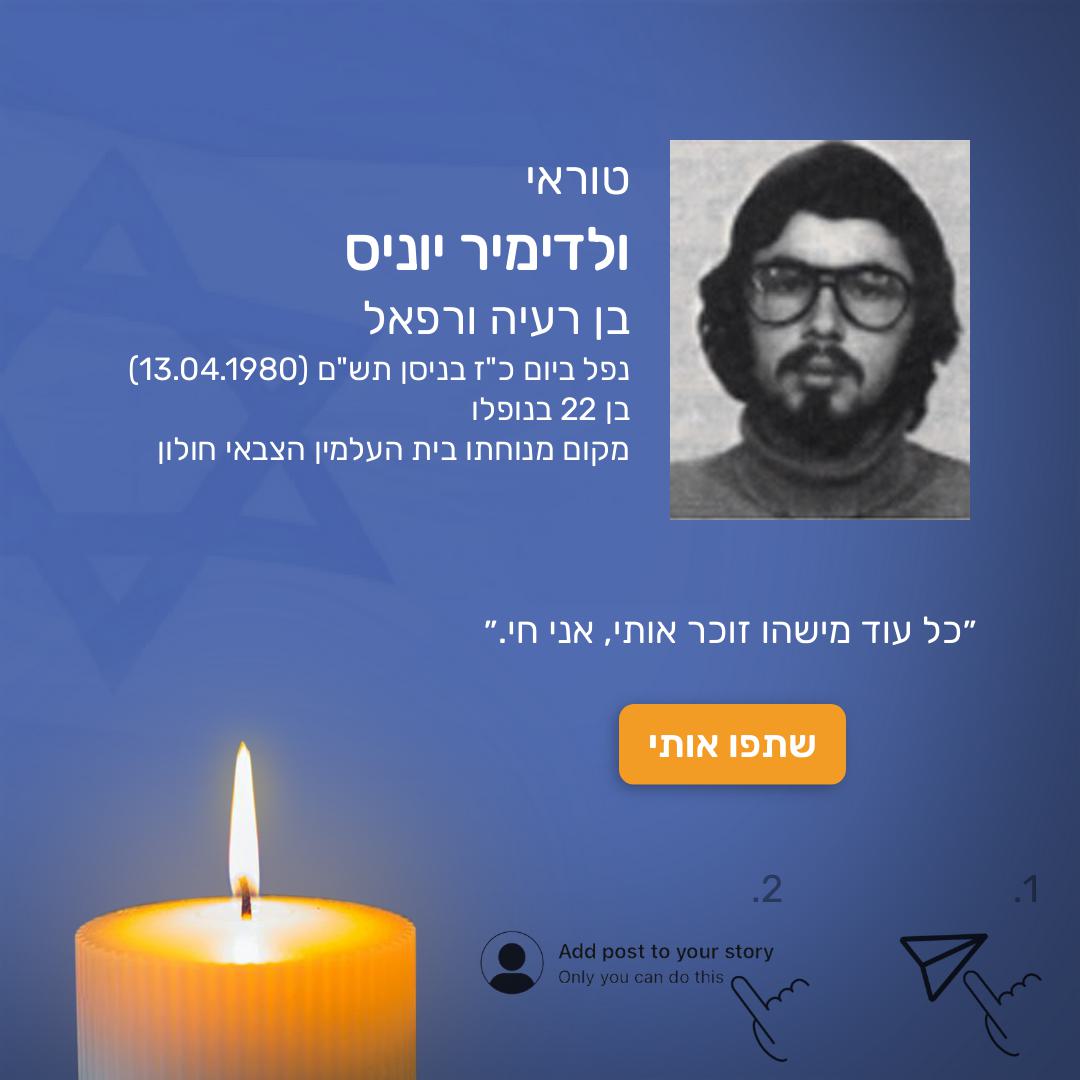 טוראי
ולדימיר יוניס
בן רעיה ורפאל
נפל ביום כ"ז בניסן תש"ם (13.04.1980)
בן 22 בנופלו
מקום מנוחתו בית העלמין הצבאי חולון
״כל עוד מישהו זוכר אותי, אני חי.״
שתפו אותי
.1
.2
Add post to your story
Only you can do this